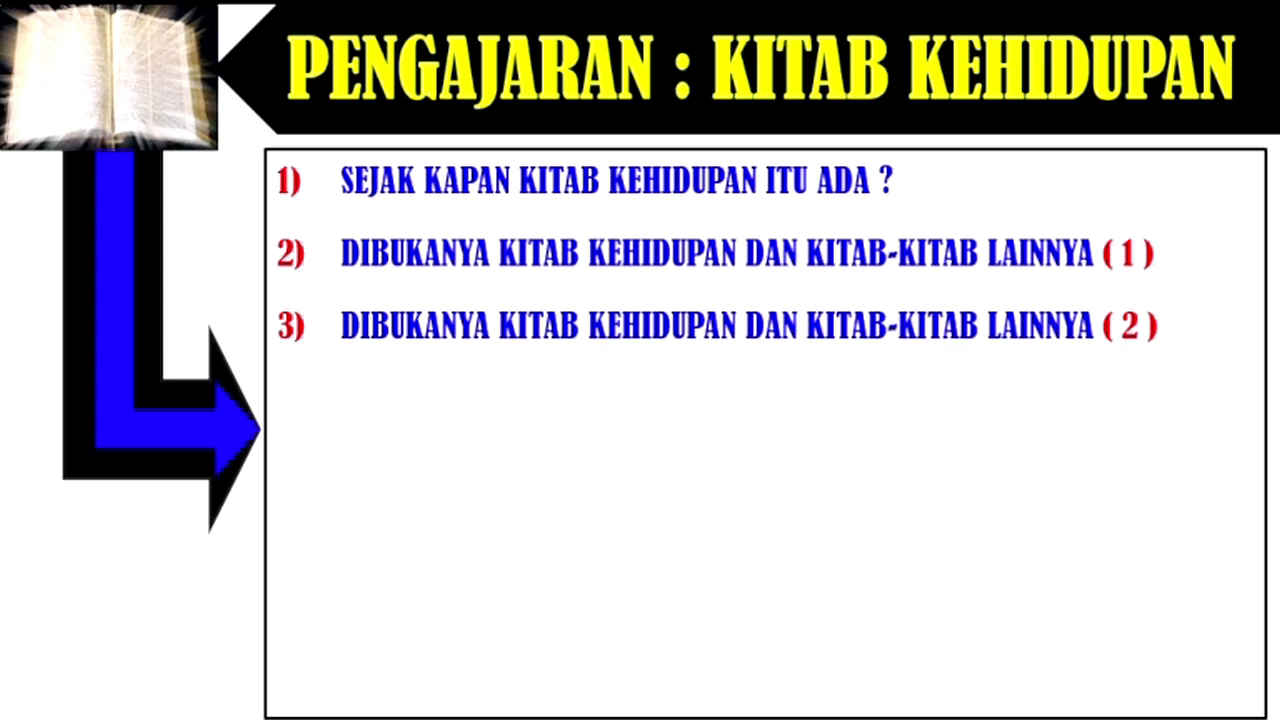 PENGAJARAN : KITAB KEHIDUPAN
1) SEJAK KAPAN KITAB KEHIDUPAN ITU ADA ?
2) DIBUKANYA KITAB KEHIDUPAN DAN KITAB-KITAB LAINNYA ( 1 )
3) DIBUKANYA KITAB KEHIDUPAN DAN KITAB-KITAB LAINNYA ( 2 )